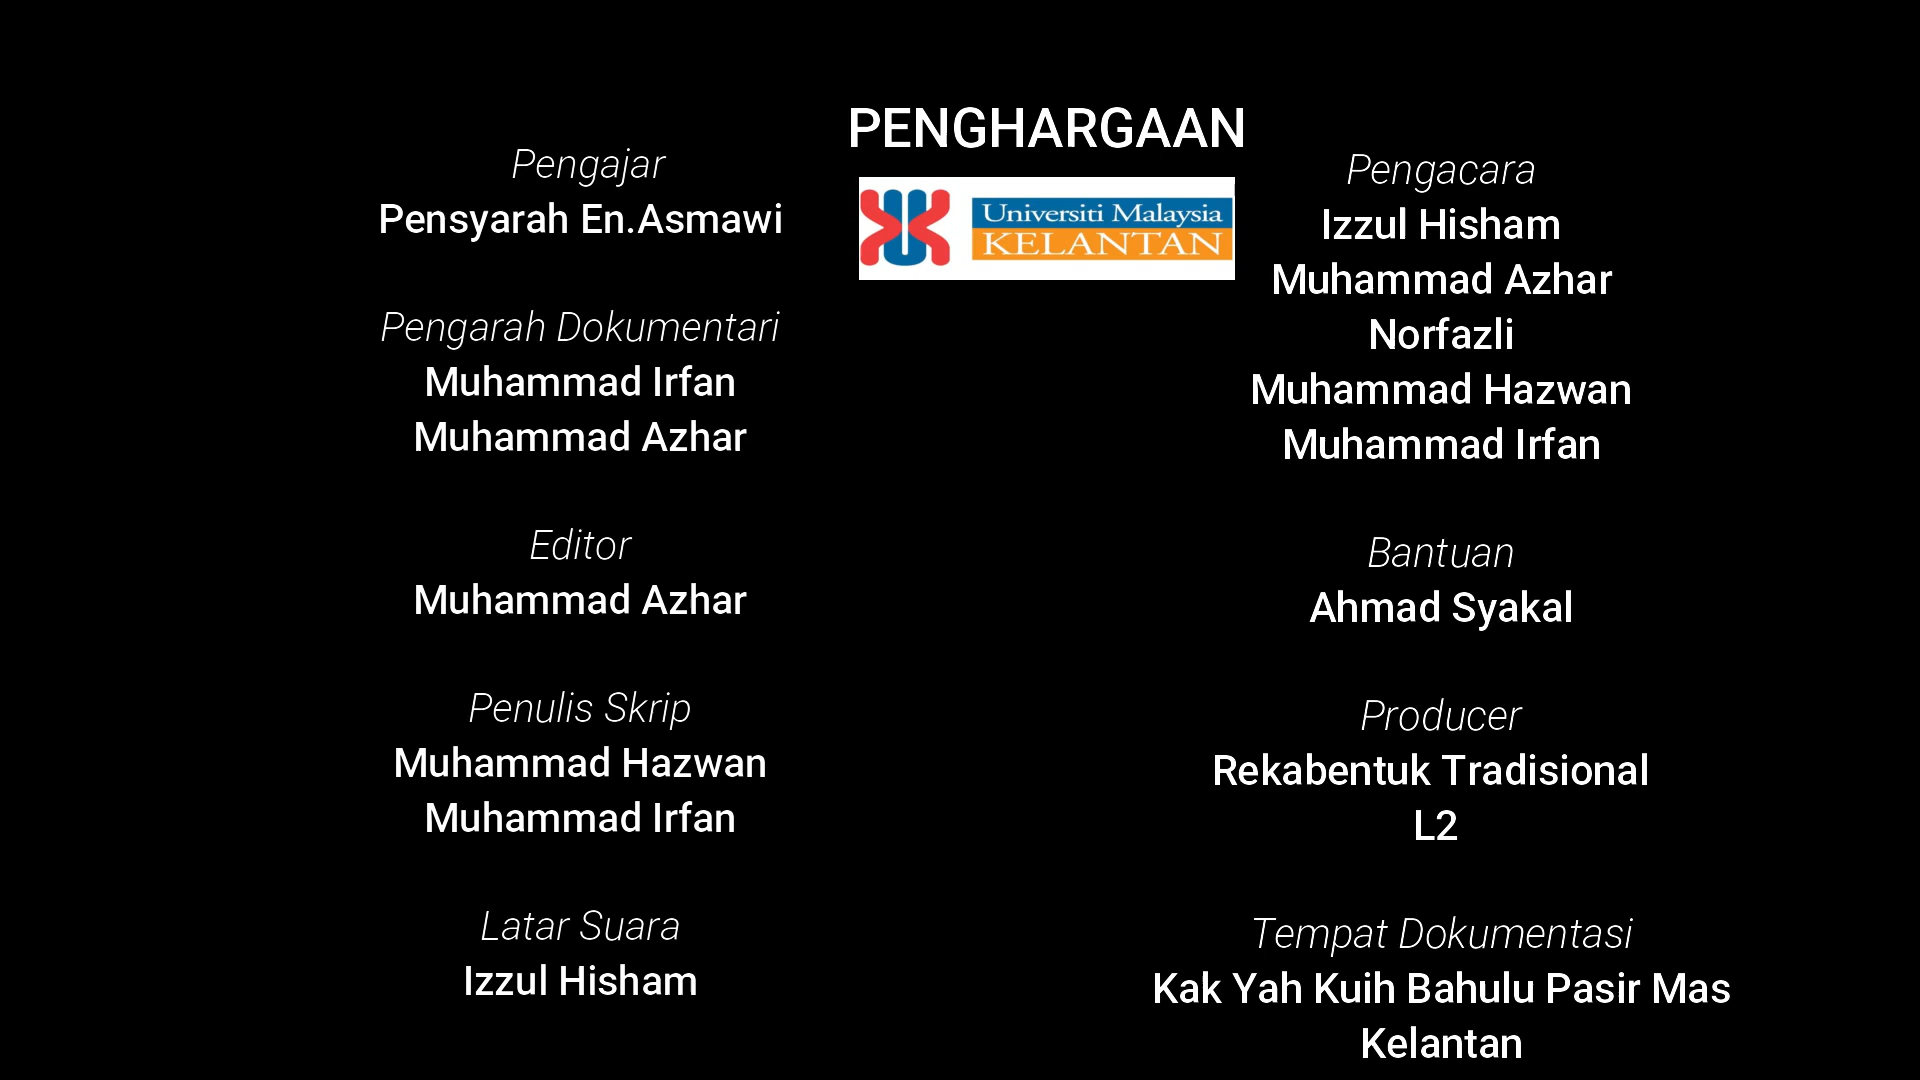 PENGHARGAAN
Universiti Malaysia
KELANTAN
Pengajar
Pensyarah En.Asmawi
Pengarah Dokumentari
Muhammad Irfan
Muhammad Azhar
Editor
Muhammad Azhar
Penulis Skrip
Muhammad Hazwan
Muhammad Irfan
Latar Suara
Izzul Hisham
Pengacara
Izzul Hisham
Muhammad Azhar
Norfazli
Muhammad Hazwan
Muhammad Irfan
Bantuan
Ahmad Syakal
Producer
Rekabentuk Tradisional
L2
Tempat Dokumentasi
Kak Yah Kuih Bahulu Pasir Mas
Kelantan